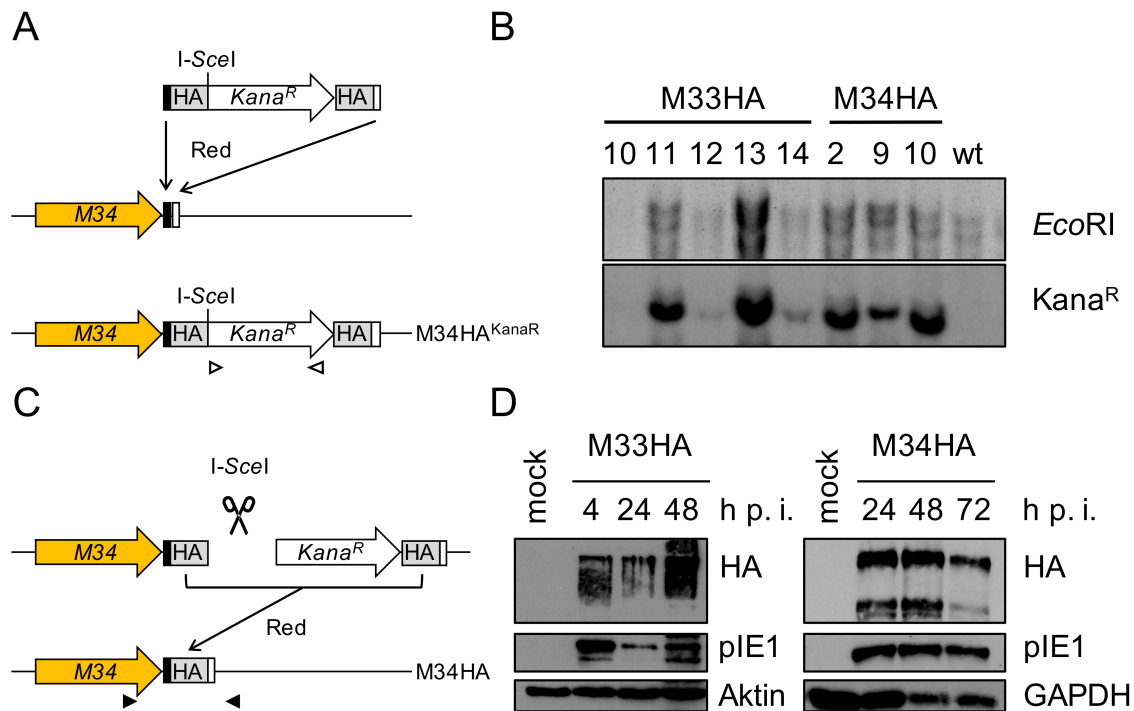 A
I-SceI
HA KanaR HA
Red
M34
I-SceI
M34 HA KanaR HA M34HAKanaR
B
M33HA M34HA
10 11 12 13 14 2 9 10 wt
EcoRI
KanaR
C
I-SceI
M34 HA KanaR HA
Red
M34 HA M34HA
D
mock M33HA mock M34HA
4 24 48 h p. i. 24 48 72 h p. i.
HA HA
pIE1 pIE1
Aktin GAPDH